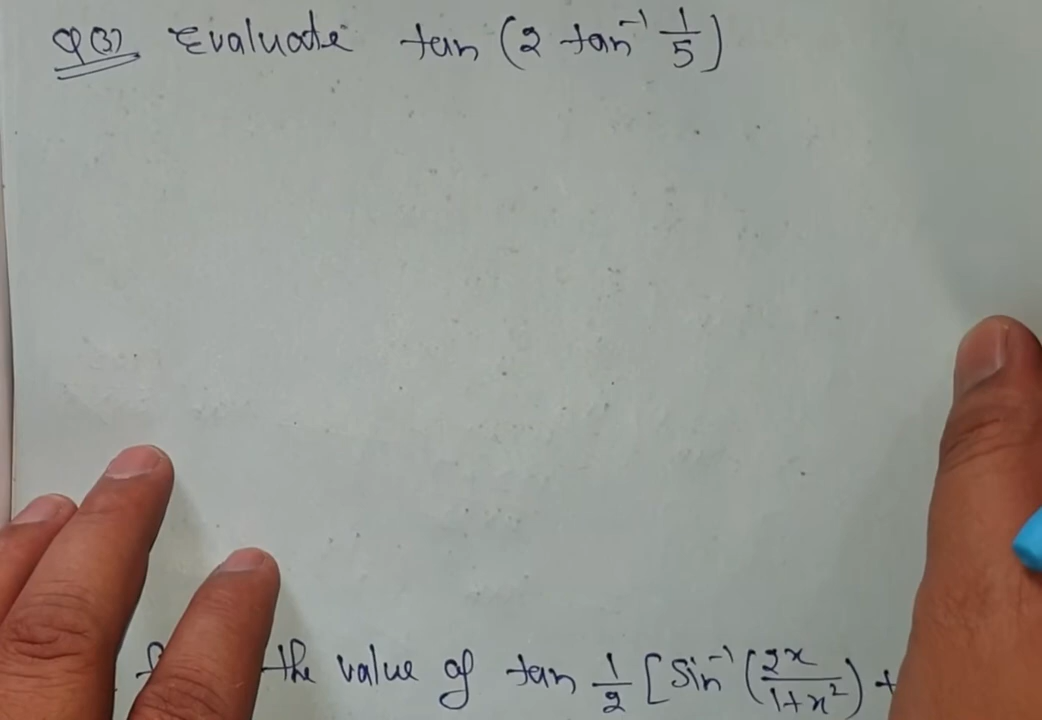 Q(3) Evaluate tan (2 tan⁻¹ 1/5)
the value of tan 1/2 [Sin⁻¹ (2x/1+x²) +